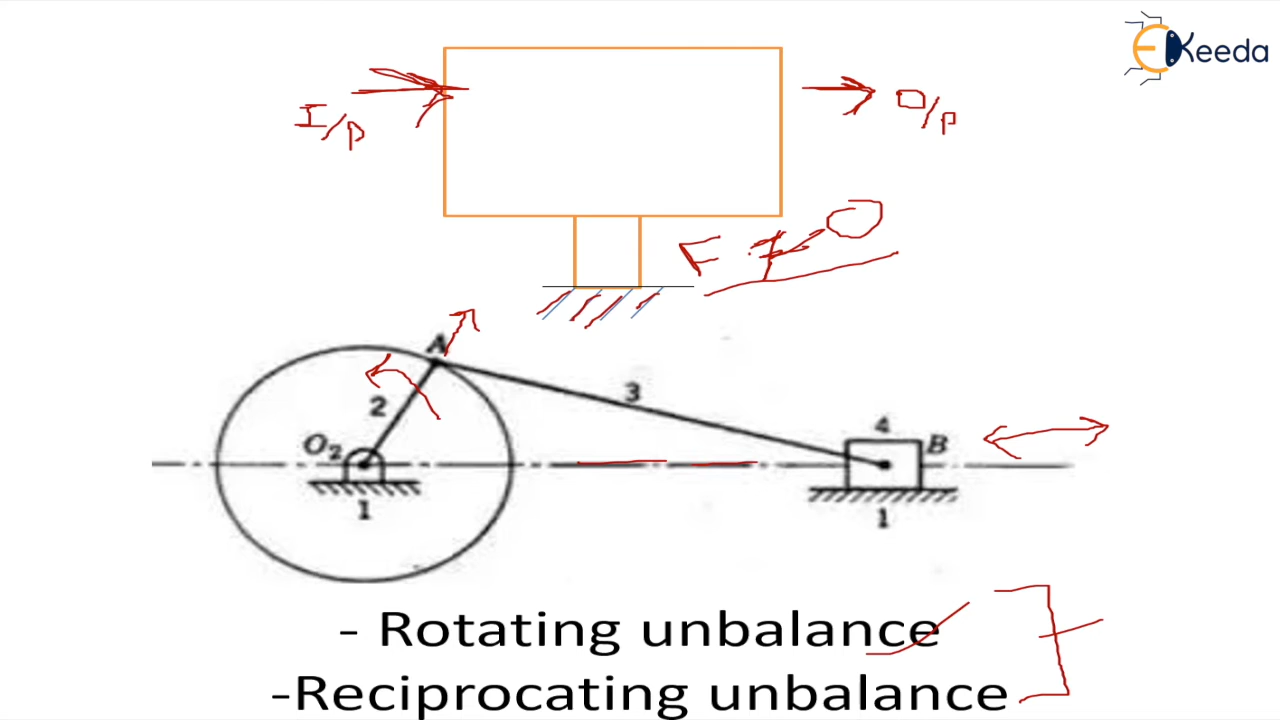 Keeda
I/p
O/p
F ≠ 0
A
2
3
O2
4
B
1
1
- Rotating unbalance
-Reciprocating unbalance